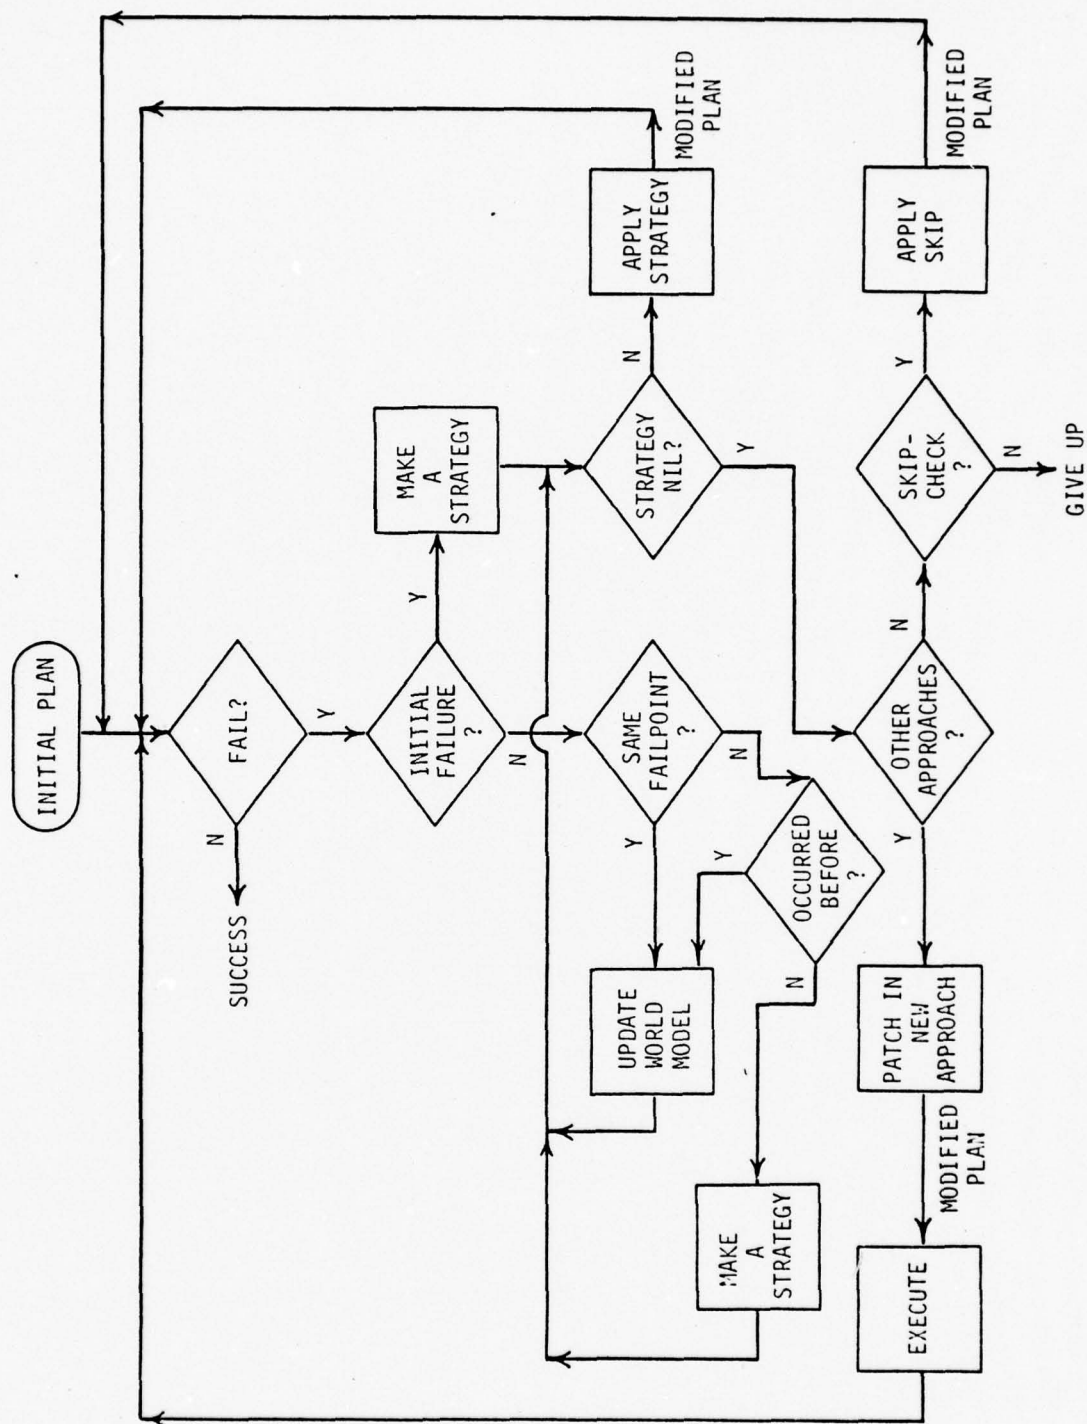 INITIAL PLAN
FAIL?
N
SUCCESS
Y
INITIAL
FAILURE
?
Y
MAKE
A
STRATEGY
N
SAME
FAILPOINT
?
Y
UPDATE
WORLD
MODEL
N
OCCURRED
BEFORE
?
Y
N
MAKE
A
STRATEGY
STRATEGY
NIL?
N
APPLY
STRATEGY
MODIFIED
PLAN
Y
OTHER
APPROACHES
?
Y
PATCH IN
NEW
APPROACH
MODIFIED
PLAN
EXECUTE
N
SKIP-
CHECK
?
Y
APPLY
SKIP
MODIFIED
PLAN
N
GIVE UP